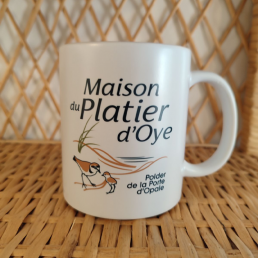 Maison
du Platier
d'Oye
Polder
de la Porte
d'Opale